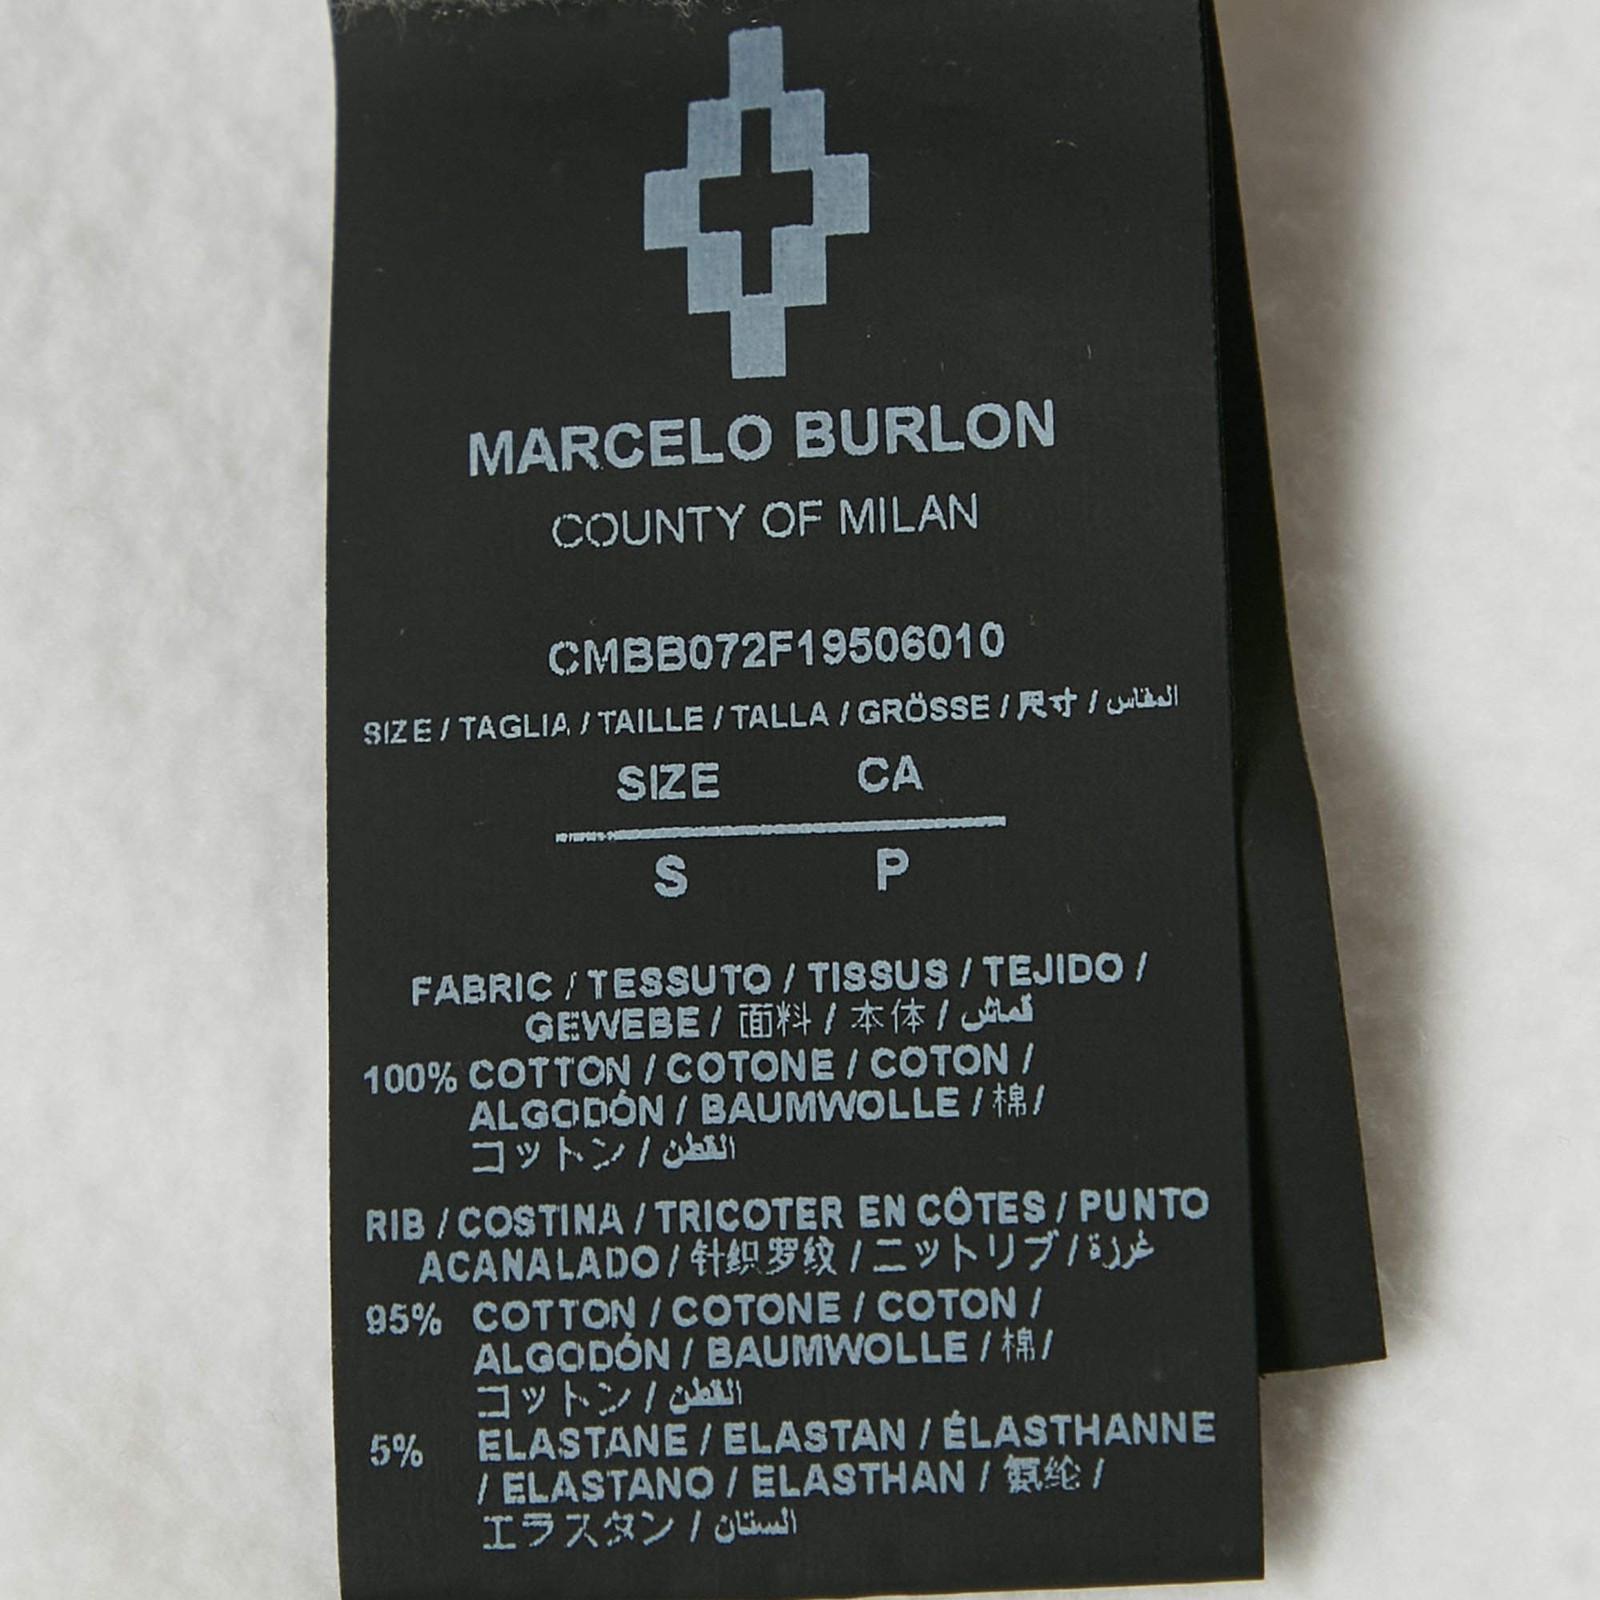 MARCELO BURLON
COUNTY OF MILAN
CMBB072F19506010
SIZE / TAGLIA / TAILLE / TALLA / GRÖSSE / 尺寸 / المقاس
SIZE CA
S P
FABRIC / TESSUTO / TISSUS / TEJIDO /
GEWEBE / 面料 / 本体 / قماش
100% COTTON / COTONE / COTON /
ALGODÓN / BAUMWOLLE / 棉 /
コットン / القطن
RIB / COSTINA / TRICOTER EN CÔTES / PUNTO
ACANALADO / 针织罗纹 / ニットリブ / غرزة
95% COTTON / COTONE / COTON /
ALGODÓN / BAUMWOLLE / 棉 /
コットン / القطن
5% ELASTANE / ELASTAN / ÉLASTHANNE
/ ELASTANO / ELASTHAN / 氨纶 /
エラスタン / الستان